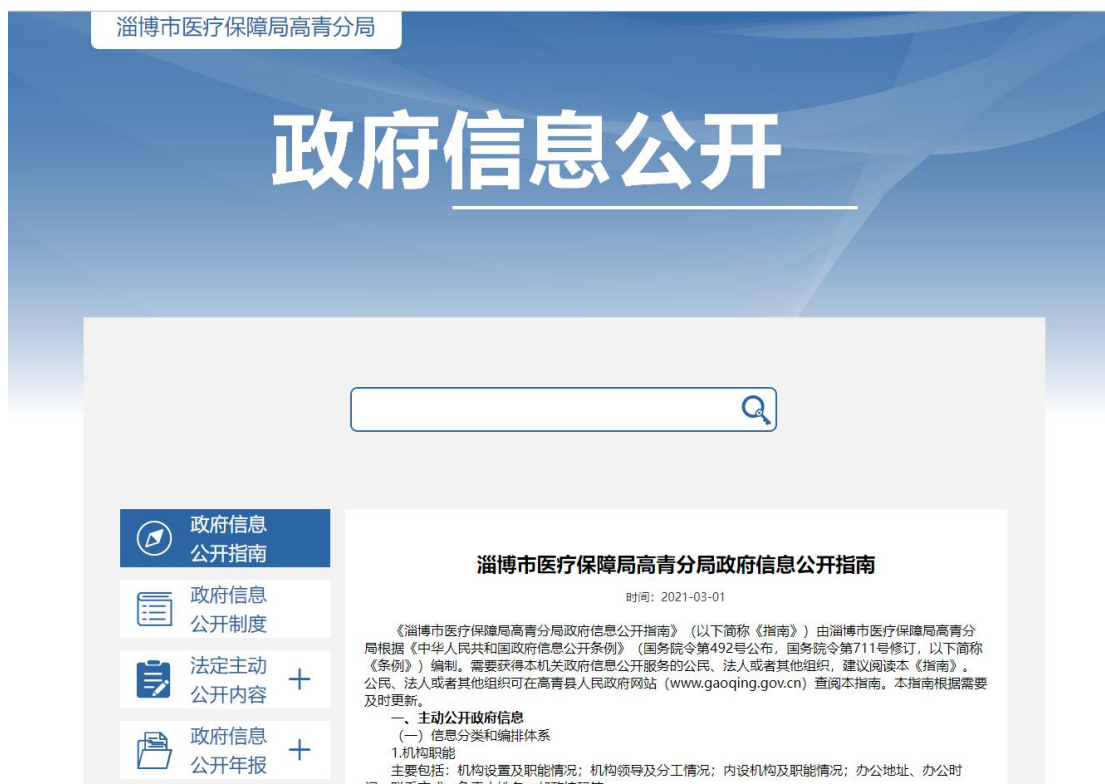 淄博市医疗保障局高青分局
政府信息公开
政府信息
公开指南
政府信息
公开制度
法定主动
公开内容
政府信息
公开年报
淄博市医疗保障局高青分局政府信息公开指南
时间：2021-03-01
《淄博市医疗保障局高青分局政府信息公开指南》（以下简称《指南》）由淄博市医疗保障局高青分
局根据《中华人民共和国政府信息公开条例》（国务院令第492号公布，国务院令第711号修订，以下简称
《条例》）编制。需要获得本机关政府信息公开服务的公民、法人或者其他组织，建议阅读本《指南》。
公民、法人或者其他组织可在高青县人民政府网站（www.gaoqing.gov.cn）查阅本指南。本指南根据需要
及时更新。
一、主动公开政府信息
（一）信息分类和编排体系
1.机构职能
主要包括：机构设置及职能情况；机构领导及分工情况；内设机构及职能情况；办公地址、办公时